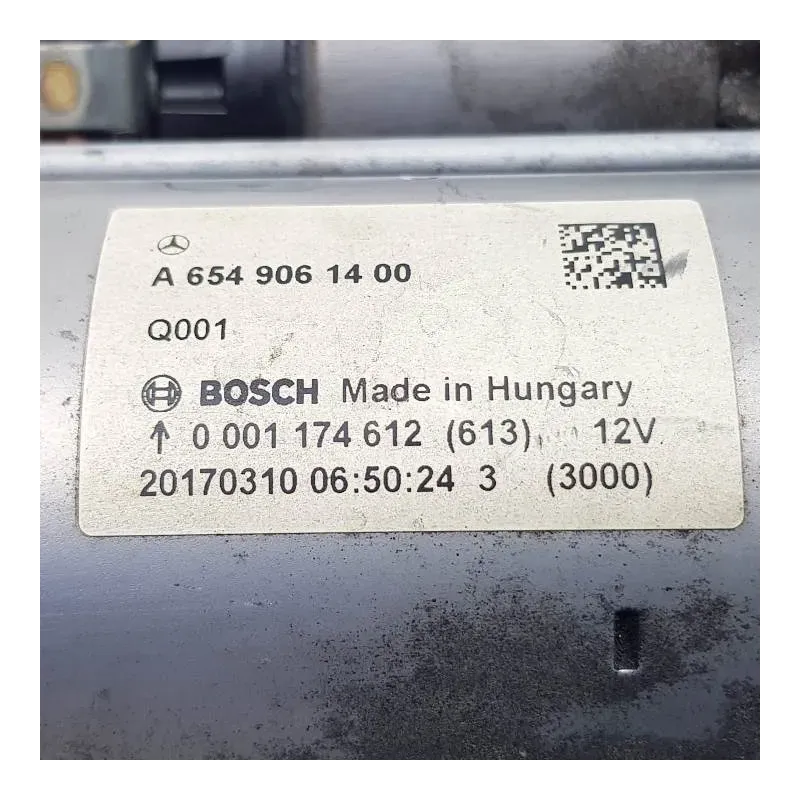 A 654 906 14 00
Q001
BOSCH Made in Hungary
↑ 0 001 174 612 (613) 12V
20170310 06:50:24 3 (3000)